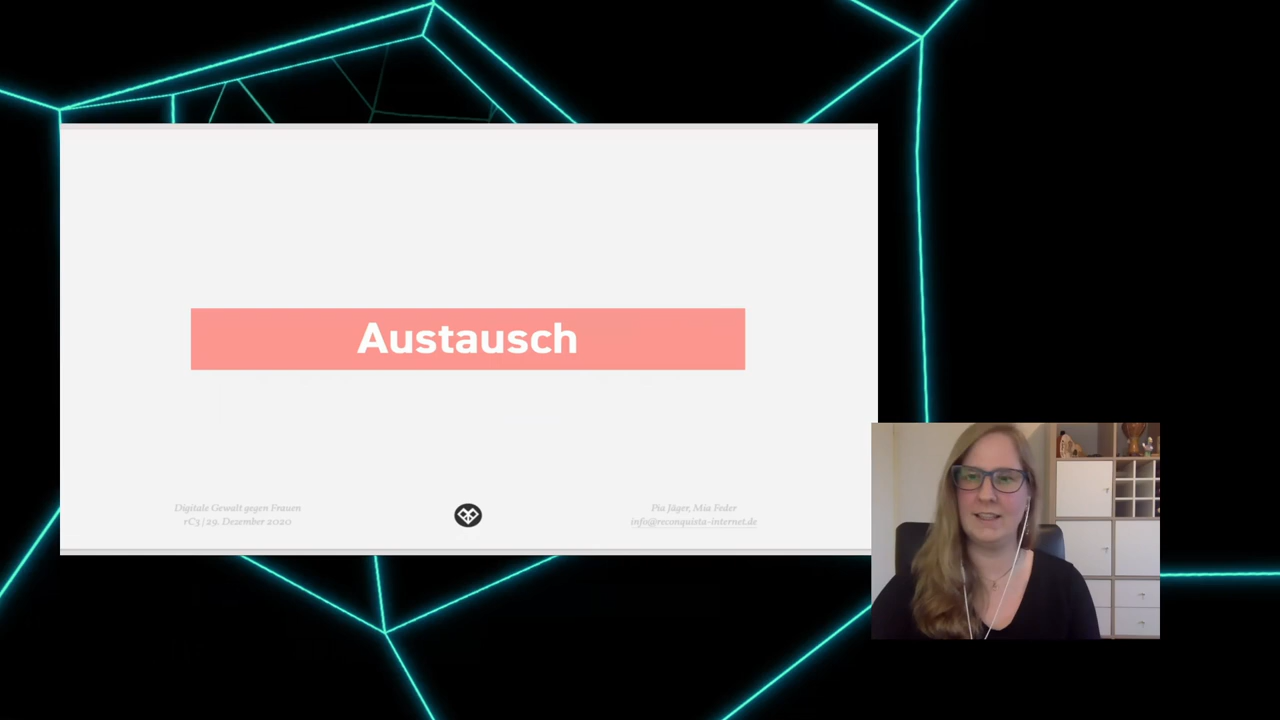 Austausch
Digitale Gewalt gegen Frauen
rC3 | 29. Dezember 2020
Pia Jäger, Mia Feder
info@reconquista-internet.de